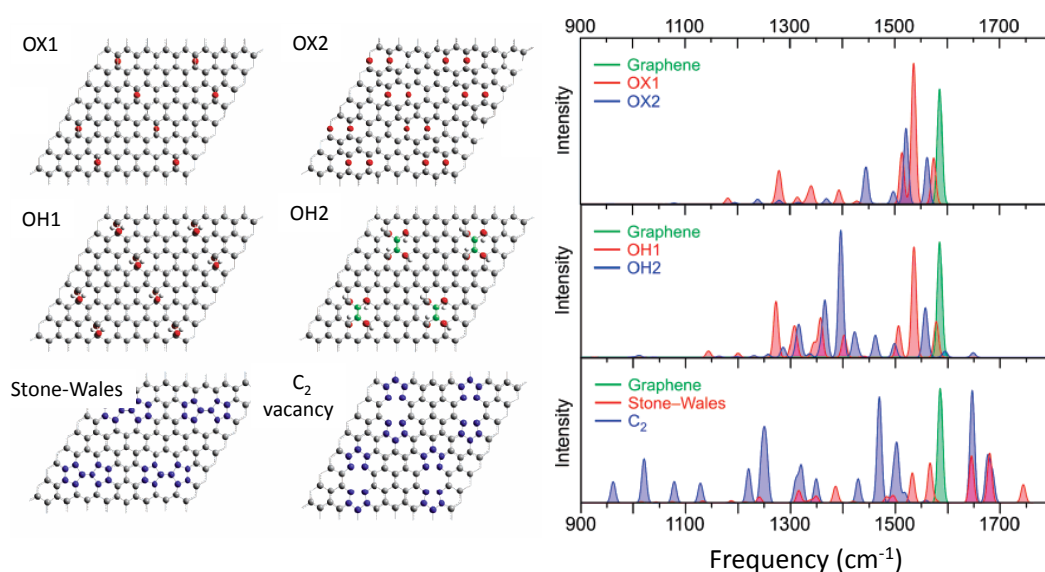 OX1
OX2
OH1
OH2
Stone-Wales
C2
vacancy
900 1100 1300 1500 1700
Intensity
Graphene
OX1
OX2
Intensity
Graphene
OH1
OH2
Intensity
Graphene
Stone–Wales
C2
900 1100 1300 1500 1700
Frequency (cm-1)